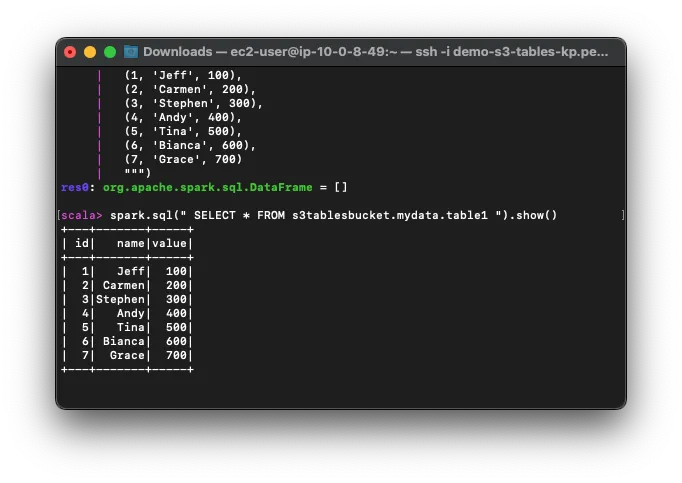 Downloads — ec2-user@ip-10-0-8-49:~ — ssh -i demo-s3-tables-kp.pe...
| (1, 'Jeff', 100),
| (2, 'Carmen', 200),
| (3, 'Stephen', 300),
| (4, 'Andy', 400),
| (5, 'Tina', 500),
| (6, 'Bianca', 600),
| (7, 'Grace', 700)
| """)
res0: org.apache.spark.sql.DataFrame = []
[scala> spark.sql(" SELECT * FROM s3tablesbucket.mydata.table1 ").show() ]
+---+-------+-----+
| id|   name|value|
+---+-------+-----+
|  1|   Jeff|  100|
|  2| Carmen|  200|
|  3|Stephen|  300|
|  4|   Andy|  400|
|  5|   Tina|  500|
|  6| Bianca|  600|
|  7|  Grace|  700|
+---+-------+-----+